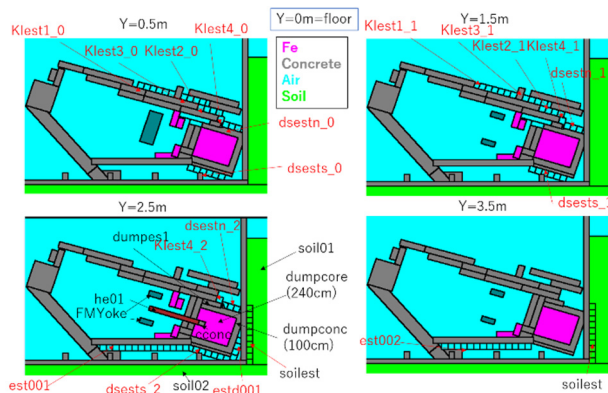 Y=0.5m
Y=0m=floor
Y=1.5m
Klest1_0
Klest3_0
Klest2_0
Klest4_0
Fe
Concrete
Air
Soil
Klest1_1
Klest3_1
Klest2_1
Klest4_1
dsestn_1
dsestn_0
dsests_0
Y=2.5m
dsests_
Y=3.5m
dsestn_2
dumpes1
Klest4_2
soil01
he01
FMYoke
dumpcore
(240cm)
cconc
dumpconc
(100cm)
est002
est001
dsests_2
estd001
soil02
soilest
soilest